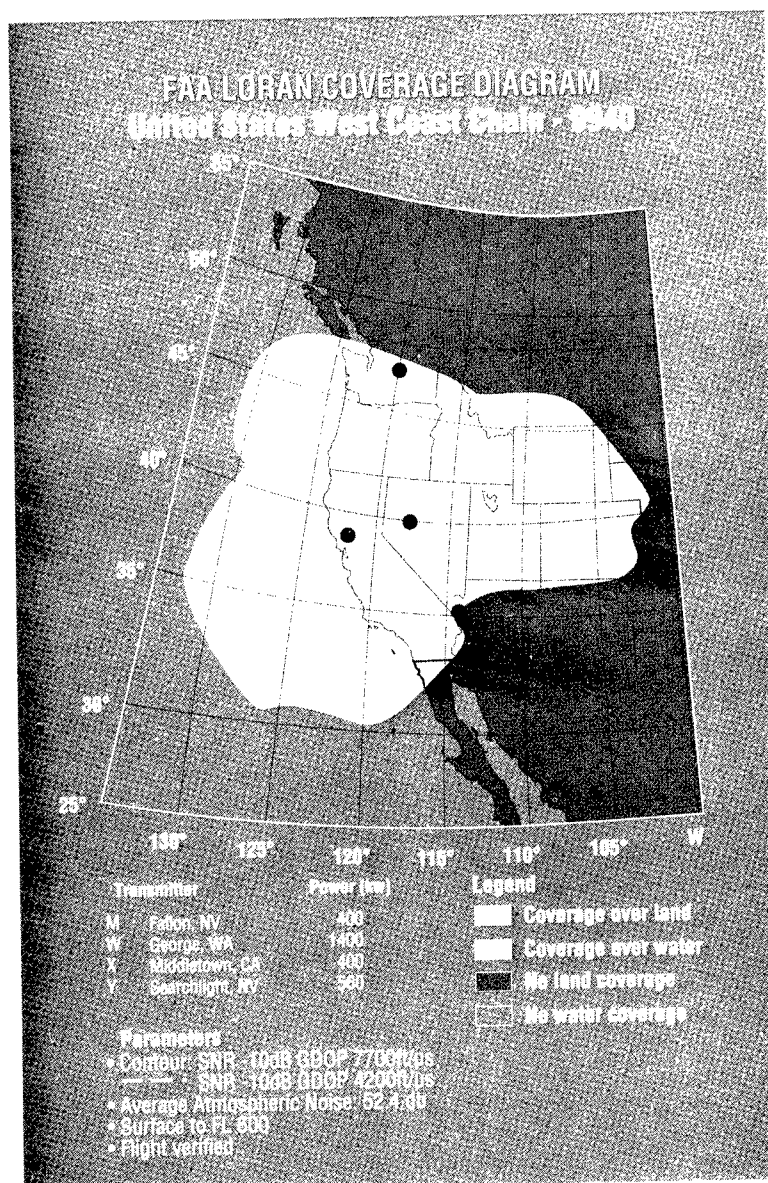 FAA LORAN COVERAGE DIAGRAM
United States West Coast Chain - 9940
50°
45°
40°
35°
30°
25°
130°
125°
120°
115°
110°
105°
W
Transmitter Power (kw)
M Fallon, NV 400
W George, WA 1400
X Middletown, CA 400
Y Searchlight, NV 560
Legend
Coverage over land
Coverage over water
No land coverage
No water coverage
Parameters
• Contour: SNR -10dB GDOP 7700ft/µs
SNR -10dB GDOP 4200ft/µs
• Average Atmospheric Noise: 52.4 db
• Surface to FL 600
• Flight verified